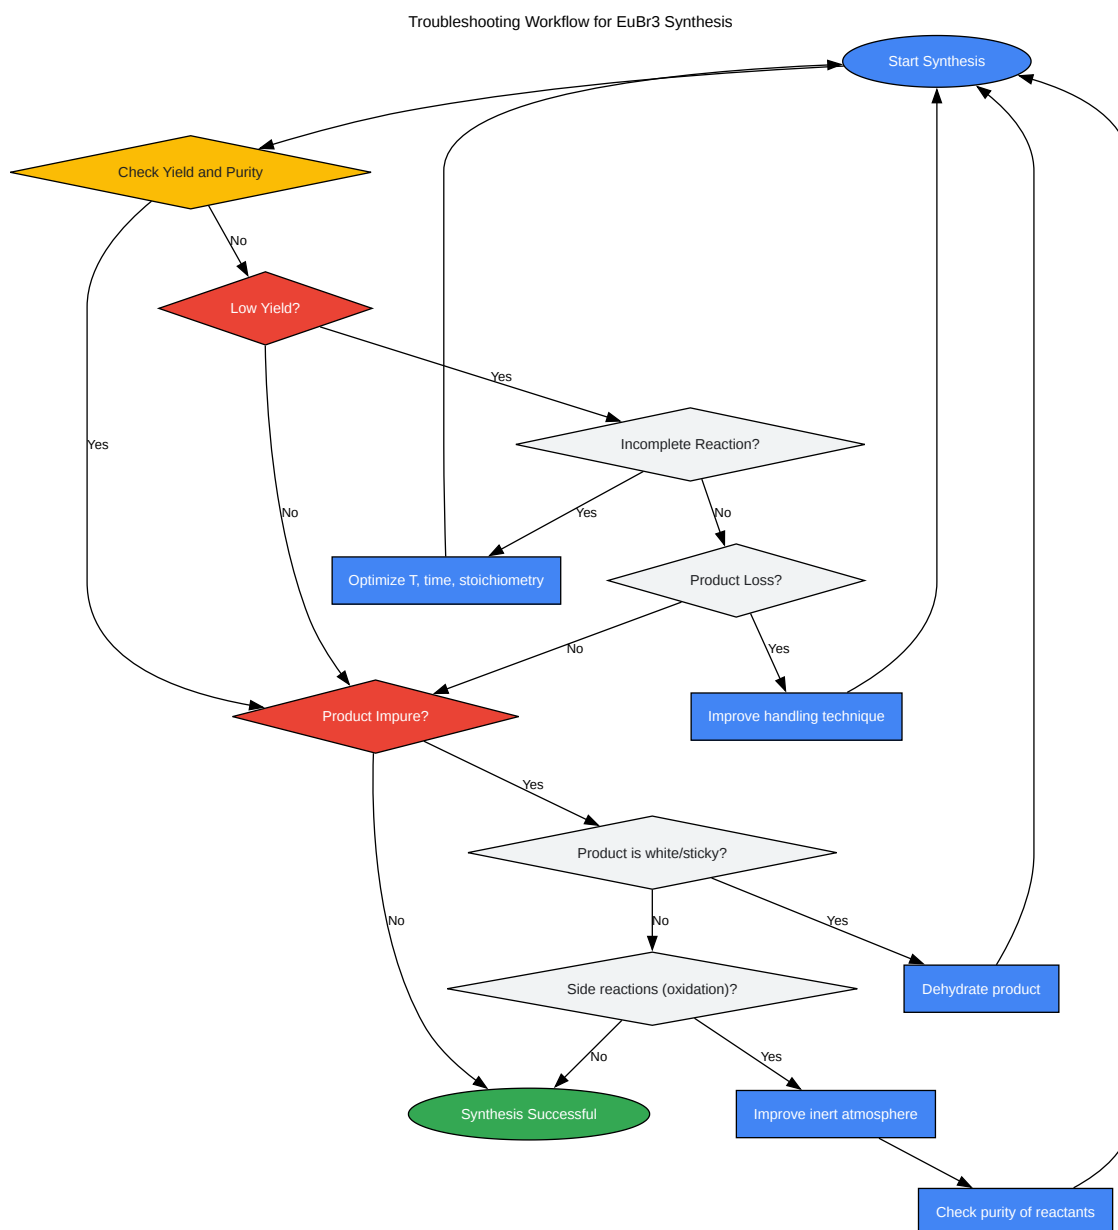 Troubleshooting Workflow for EuBr3 Synthesis
Start Synthesis
Check Yield and Purity
No
Low Yield?
Yes
Yes
Incomplete Reaction?
No
Yes
No
Optimize T, time, stoichiometry
Product Loss?
No
Yes
Product Impure?
Improve handling technique
Yes
Product is white/sticky?
No
No
Yes
Side reactions (oxidation)?
Dehydrate product
No
Yes
Synthesis Successful
Improve inert atmosphere
Check purity of reactants